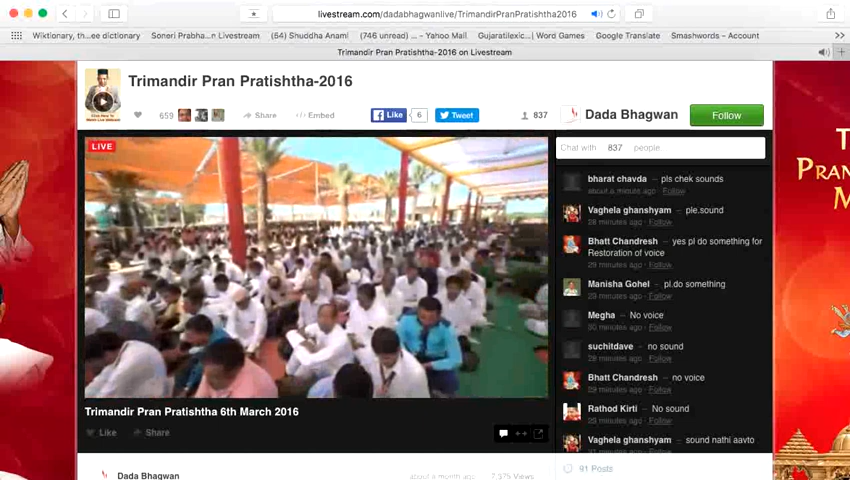 livestream.com/dadabhagwanlive/TrimandirPranPratishtha2016
Wiktionary, th...ee dictionary Soneri Prabha...n Livestream (54) Shuddha Anami (746 unread) ... - Yahoo Mail Gujaratilexic...| Word Games Google Translate Smashwords – Account
Trimandir Pran Pratishtha-2016 on Livestream
Trimandir Pran Pratishtha-2016
659 Share Embed Like 6 Tweet 837 Dada Bhagwan Follow
LIVE
Chat with 837 people
bharat chavda – pls chek sounds
about a minute ago · Follow
Vaghela ghanshyam – ple.sound
28 minutes ago · Follow
Bhatt Chandresh – yes pl do something for
Restoration of voice
29 minutes ago · Follow
Manisha Gohel – pl.do something
29 minutes ago · Follow
Megha – No voice
30 minutes ago · Follow
suchitdave – no sound
28 minutes ago · Follow
Bhatt Chandresh – no voice
29 minutes ago · Follow
Rathod Kirti – No sound
Follow
Vaghela ghanshyam – sound nathi aavto
Trimandir Pran Pratishtha 6th March 2016
Like Share
91 Posts
Dada Bhagwan about a month ago Views